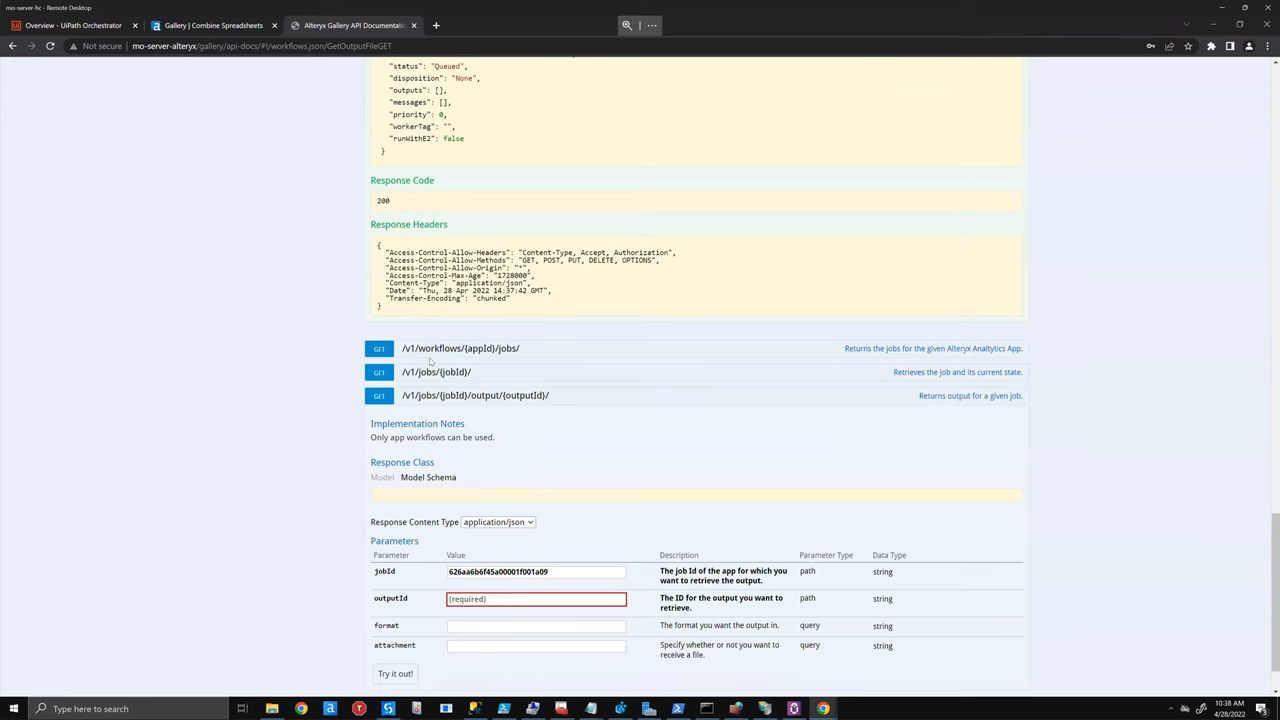 mo-server-hc - Remote Desktop
Overview - UiPath Orchestrator
Gallery | Combine Spreadsheets
Alteryx Gallery API Documentatio
Not secure
mo-server-alteryx/gallery/api-docs/#!/workflows.json/GetOutputFileGET
"status": "Queued",
"disposition": "None",
"outputs": [],
"messages": [],
"priority": 0,
"workerTag": "",
"runWithE2": false
}
Response Code
200
Response Headers
{
"Access-Control-Allow-Headers": "Content-Type, Accept, Authorization",
"Access-Control-Allow-Methods": "GET, POST, PUT, DELETE, OPTIONS",
"Access-Control-Allow-Origin": "*",
"Access-Control-Max-Age": "1728000",
"Content-Type": "application/json",
"Date": "Thu, 28 Apr 2022 14:37:42 GMT",
"Transfer-Encoding": "chunked"
}
GET /v1/workflows/{appId}/jobs/ Returns the jobs for the given Alteryx Analtytics App.
GET /v1/jobs/{jobId}/ Retrieves the job and its current state.
GET /v1/jobs/{jobId}/output/{outputId}/ Returns output for a given job.
Implementation Notes
Only app workflows can be used.
Response Class
Model Model Schema
Response Content Type application/json
Parameters
Parameter Value Description Parameter Type Data Type
jobId 626aa6b6f45a00001f001a09 The job Id of the app for which you want to retrieve the output. path string
outputId (required) The ID for the output you want to retrieve. path string
format The format you want the output in. query string
attachment Specify whether or not you want to receive a file. query string
Try it out!
Type here to search
10:38 AM
4/28/2022
3